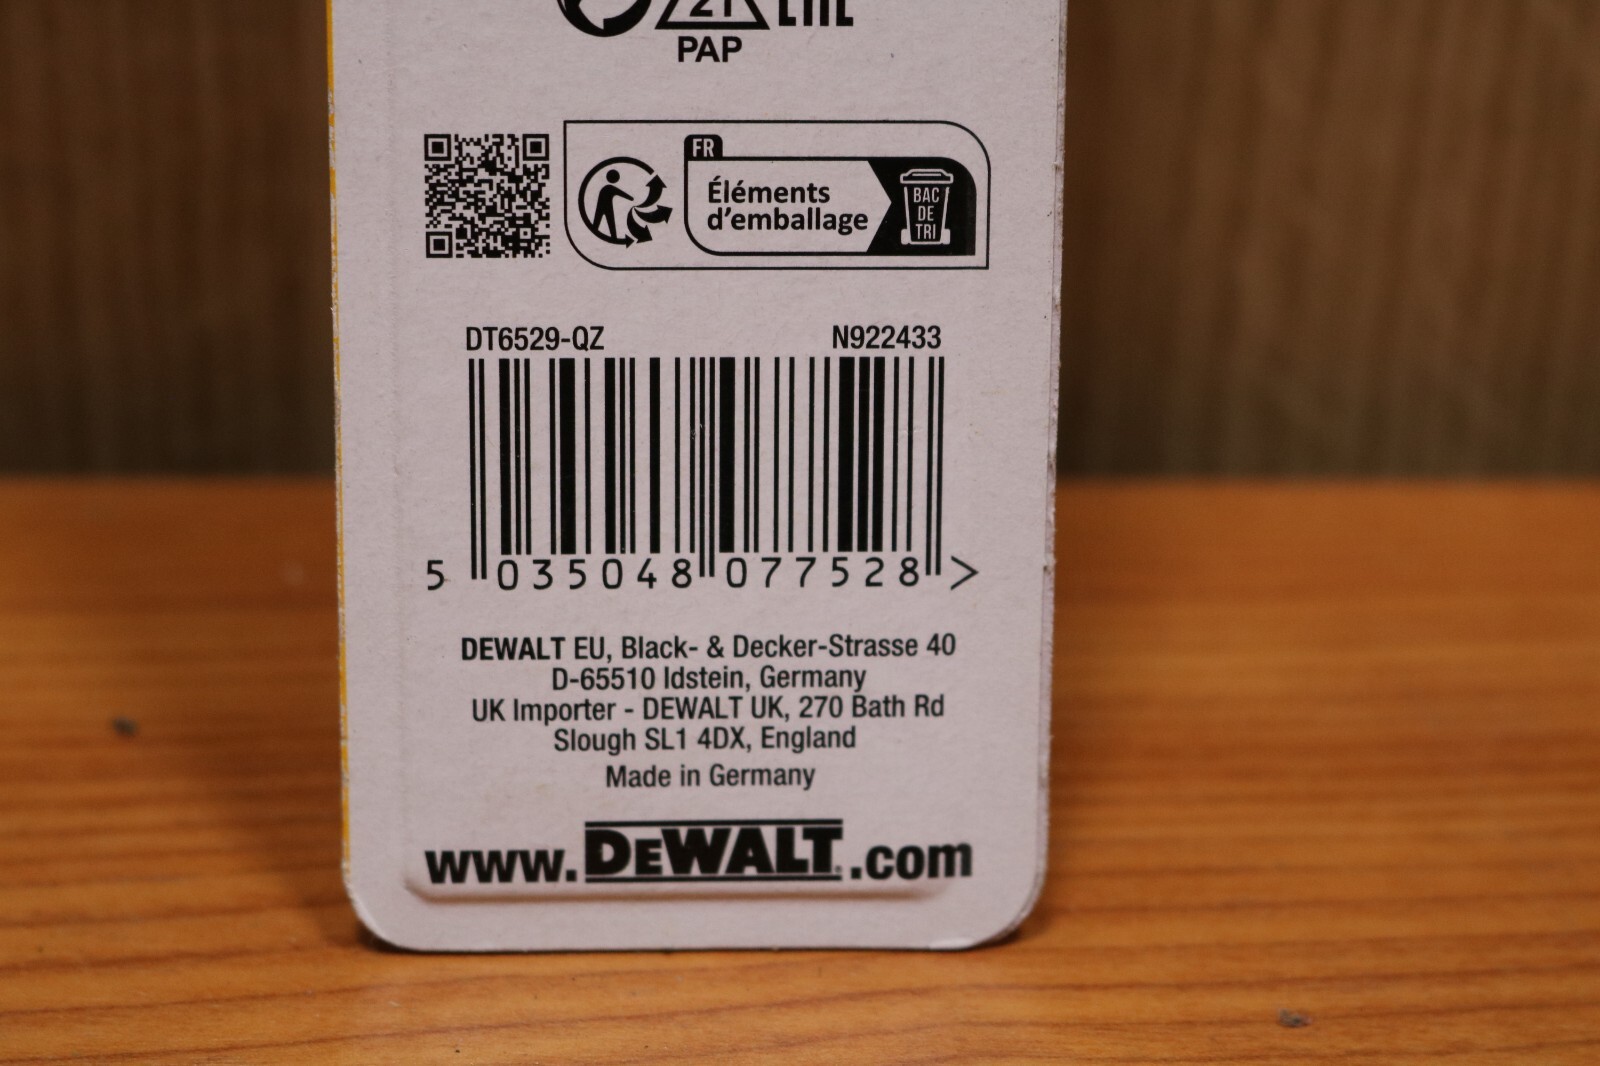 21
PAP
FR
Éléments
d'emballage
BAC
DE
TRI
DT6529-QZ N922433
5 035048 077528 >
DEWALT EU, Black- & Decker-Strasse 40
D-65510 Idstein, Germany
UK Importer - DEWALT UK, 270 Bath Rd
Slough SL1 4DX, England
Made in Germany
www.DEWALT.com